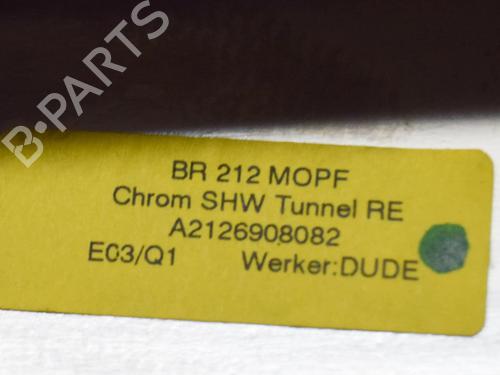 B-PARTS
BR 212 MOPF
Chrom SHW Tunnel RE
A2126908082
E03/Q1 Werker:DUDE